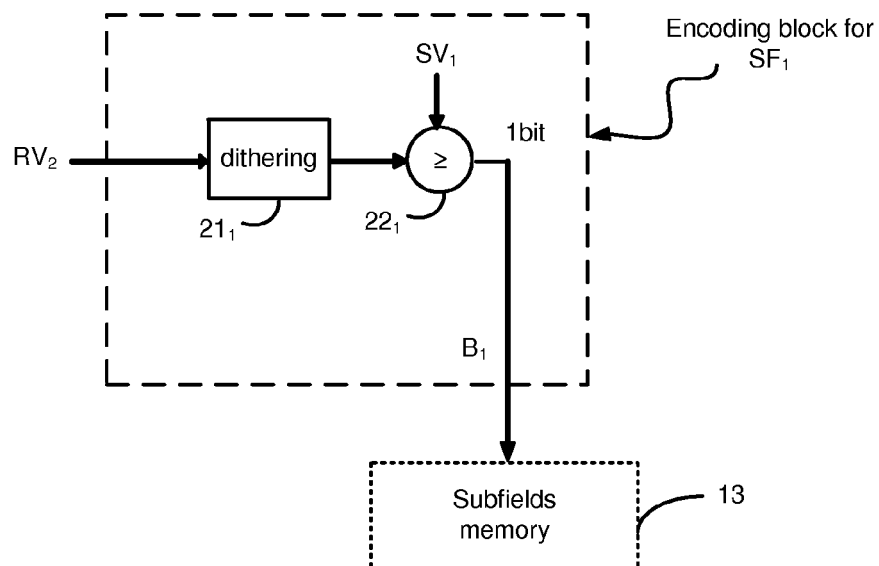 Encoding block for
SF₁
SV₁
1bit
RV₂
dithering
≥
21₁
22₁
B₁
Subfields
memory
13